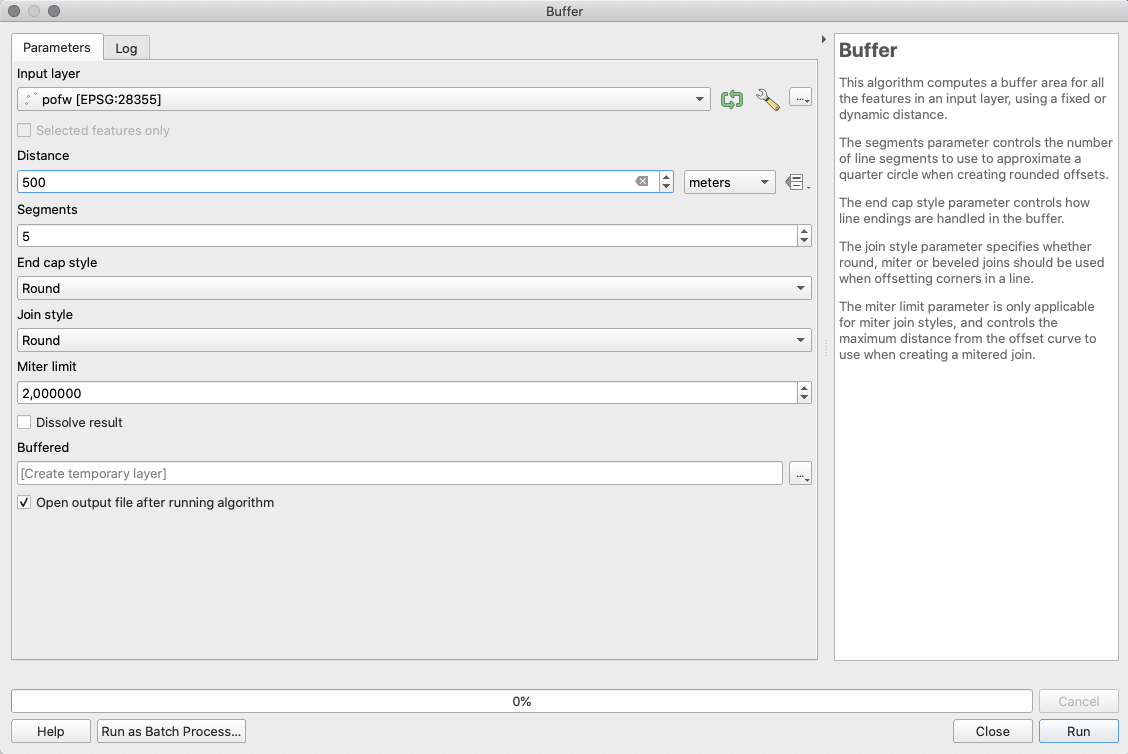 Buffer
Parameters
Log
Input layer
pofw [EPSG:28355]
...
Selected features only
Distance
500
meters
Segments
5
End cap style
Round
Join style
Round
Miter limit
2,000000
Dissolve result
Buffered
[Create temporary layer]
...
Open output file after running algorithm
Buffer
This algorithm computes a buffer area for all
the features in an input layer, using a fixed or
dynamic distance.
The segments parameter controls the number
of line segments to use to approximate a
quarter circle when creating rounded offsets.
The end cap style parameter controls how
line endings are handled in the buffer.
The join style parameter specifies whether
round, miter or beveled joins should be used
when offsetting corners in a line.
The miter limit parameter is only applicable
for miter join styles, and controls the
maximum distance from the offset curve to
use when creating a mitered join.
0%
Cancel
Help
Run as Batch Process...
Close
Run